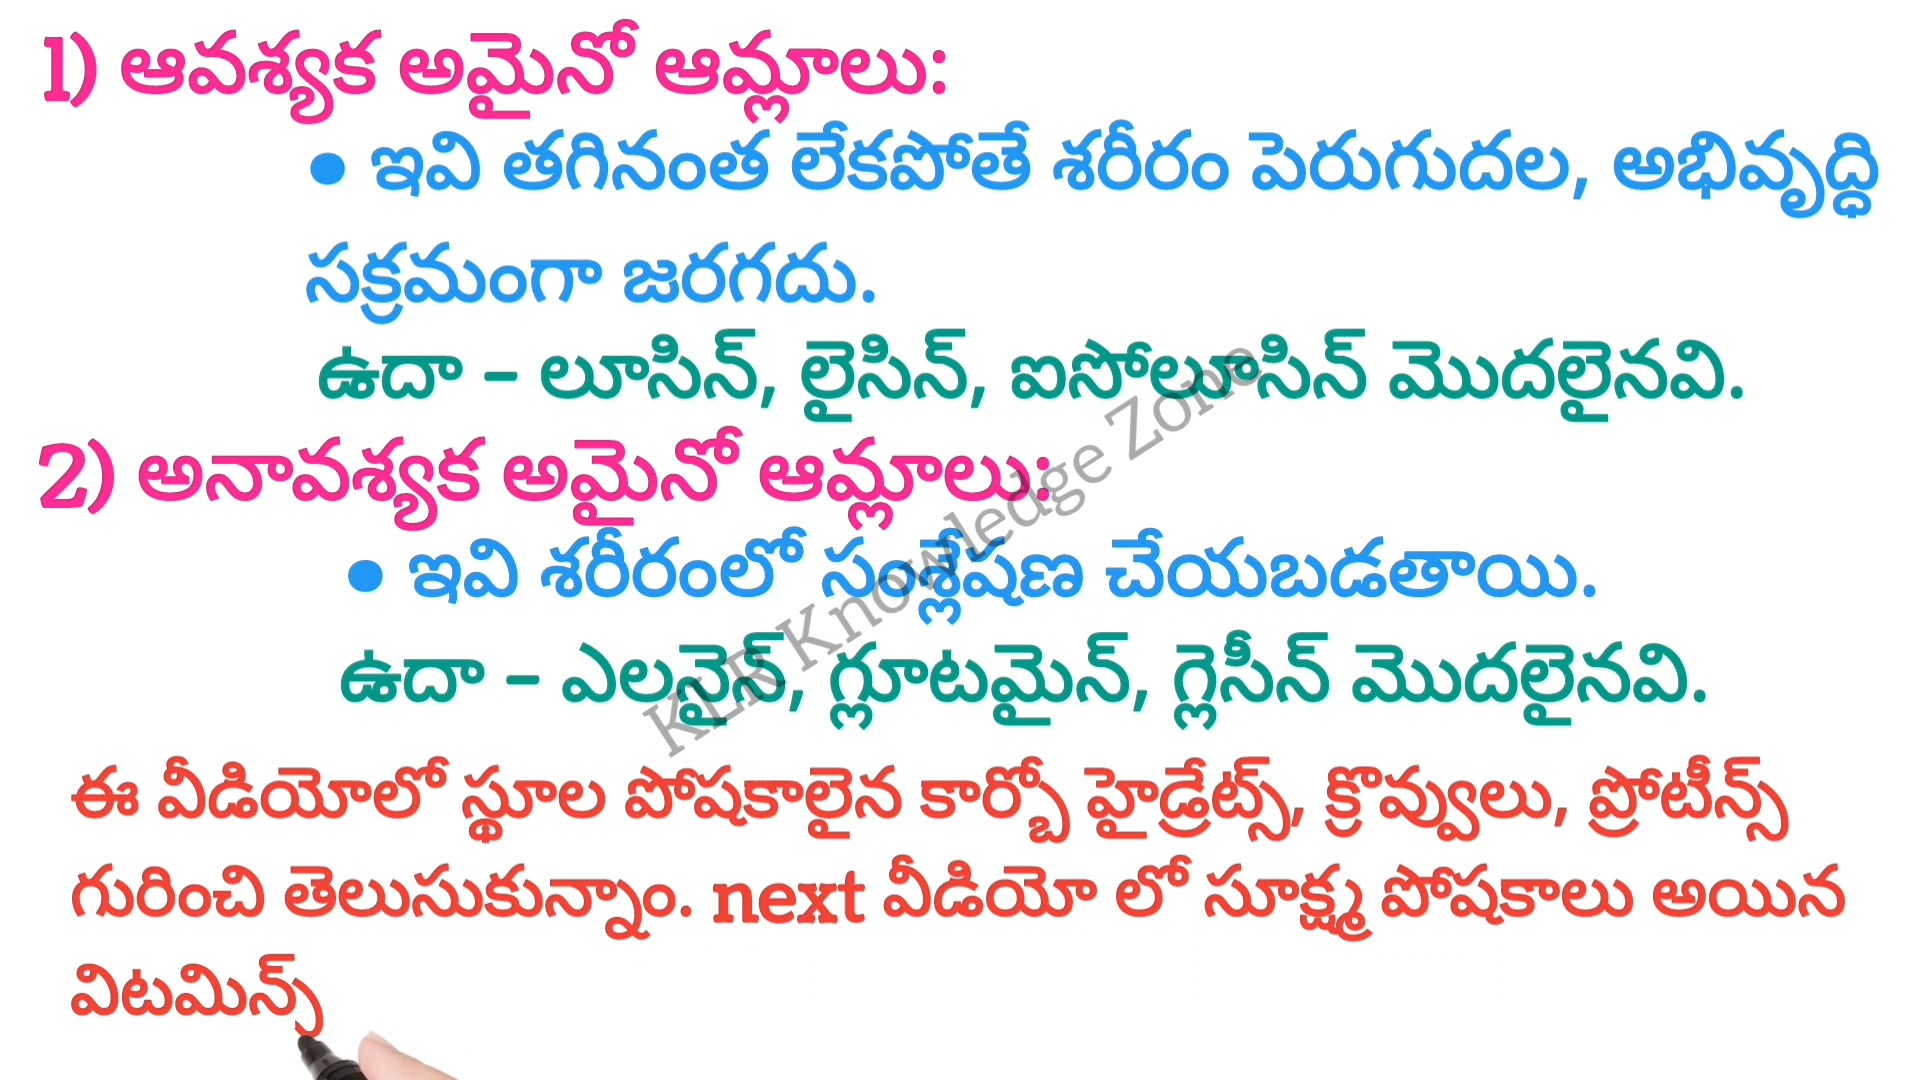 1) ఆవశ్యక అమైనో ఆమ్లాలు:
● ఇవి తగినంత లేకపోతే శరీరం పెరుగుదల, అభివృద్ధి
సక్రమంగా జరగదు.
ఉదా – లూసిన్, లైసిన్, ఐసోలూసిన్ మొదలైనవి.
2) అనావశ్యక అమైనో ఆమ్లాలు:
● ఇవి శరీరంలో సంశ్లేషణ చేయబడతాయి.
ఉదా – ఎలనైన్, గ్లూటమైన్, గ్లైసీన్ మొదలైనవి.
ఈ వీడియోలో స్థూల పోషకాలైన కార్బో హైడ్రేట్స్, క్రొవ్వులు, ప్రోటీన్స్
గురించి తెలుసుకున్నాం. next వీడియో లో సూక్ష్మ పోషకాలు అయిన
విటమిన్స్
KLR Knowledge Zone